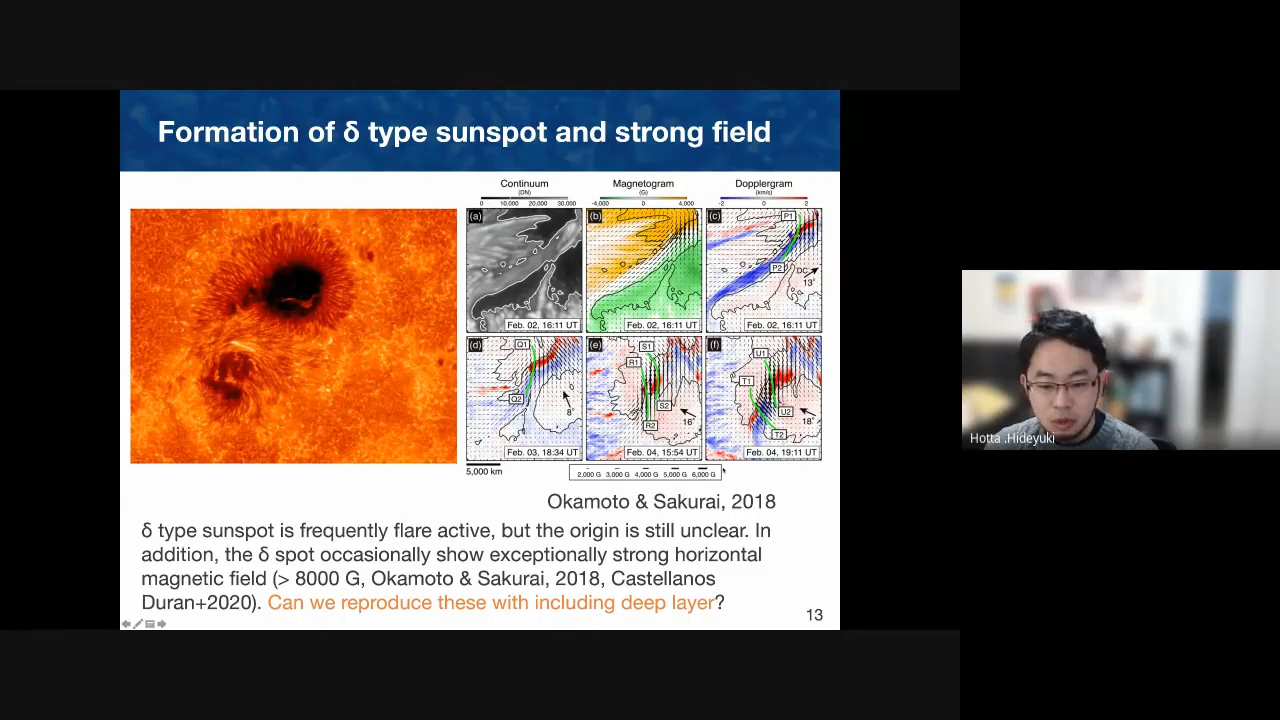 Formation of δ type sunspot and strong field
Continuum
(DN)
0 10,000 20,000 30,000
Magnetogram
(G)
-4,000 0 4,000
Dopplergram
(km/s)
-2 0 2
(a)
Feb. 02, 16:11 UT
(b)
Feb. 02, 16:11 UT
(c)
P1
P2
DC
13°
Feb. 02, 16:11 UT
(d)
Q1
Q2
8°
Feb. 03, 18:34 UT
(e)
S1
R1
S2
R2
16°
Feb. 04, 15:54 UT
(f)
U1
T1
U2
T2
18°
Feb. 04, 19:11 UT
5,000 km
2,000 G 3,000 G 4,000 G 5,000 G 6,000 G
Okamoto & Sakurai, 2018
δ type sunspot is frequently flare active, but the origin is still unclear. In
addition, the δ spot occasionally show exceptionally strong horizontal
magnetic field (> 8000 G, Okamoto & Sakurai, 2018, Castellanos
Duran+2020). Can we reproduce these with including deep layer?
13
Hotta .Hideyuki